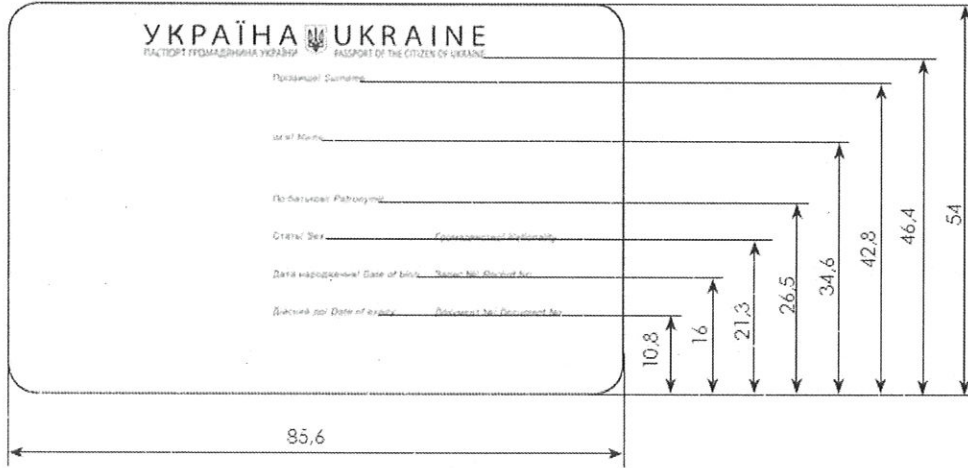 УКРАЇНА UKRAINE
ПАСПОРТ ГРОМАДЯНИНА УКРАЇНИ PASSPORT OF THE CITIZEN OF UKRAINE
Прізвище/ Surname
Ім'я/ Name
По батькові/ Patronymic
Стать/ Sex Громадянство/ Nationality
Дата народження/ Date of birth Запис №/ Record No.
Дійсний до/ Date of expiry Документ №/ Document No.
10,8
16
21,3
26,5
34,6
42,8
46,4
54
85,6